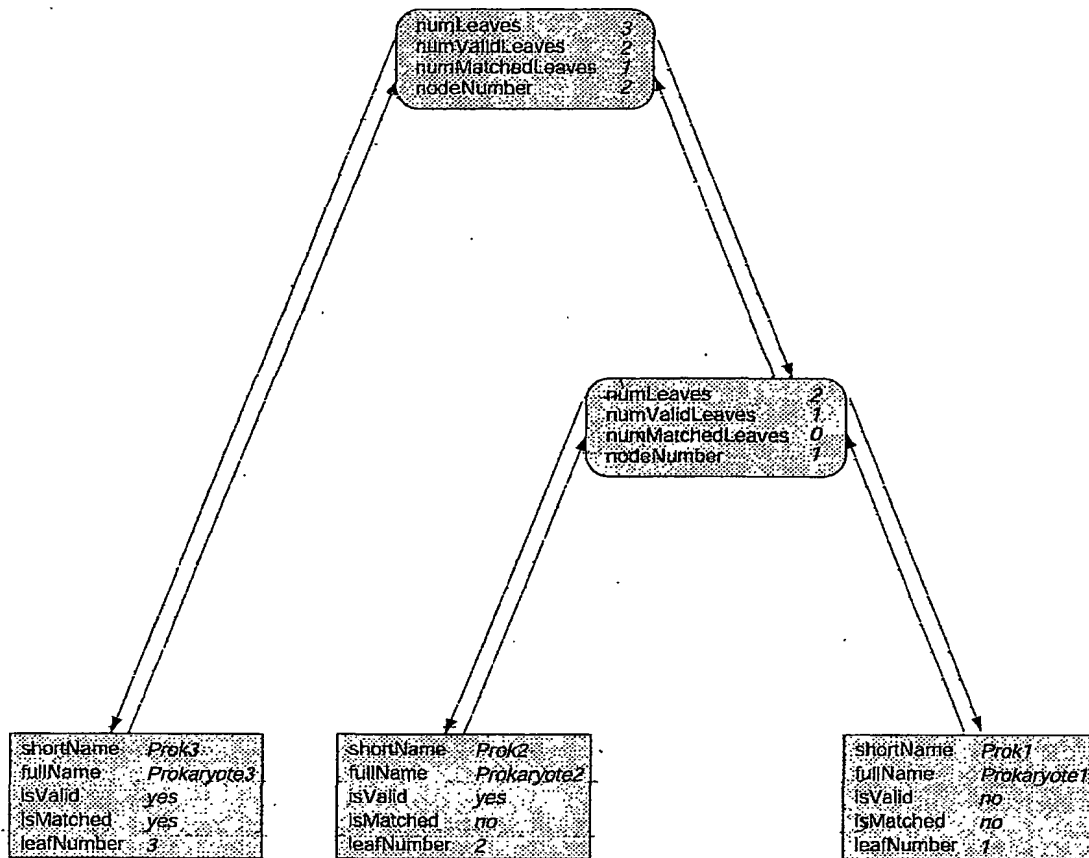 numLeaves 3
numValidLeaves 2
numMatchedLeaves 1
nodeNumber 2
numLeaves 2
numValidLeaves 1
numMatchedLeaves 0
nodeNumber 1
shortName Prok3
fullName Prokaryote3
isValid yes
isMatched yes
leafNumber 3
shortName Prok2
fullName Prokaryote2
isValid yes
isMatched no
leafNumber 2
shortName Prok1
fullName Prokaryote1
isValid no
isMatched no
leafNumber 1